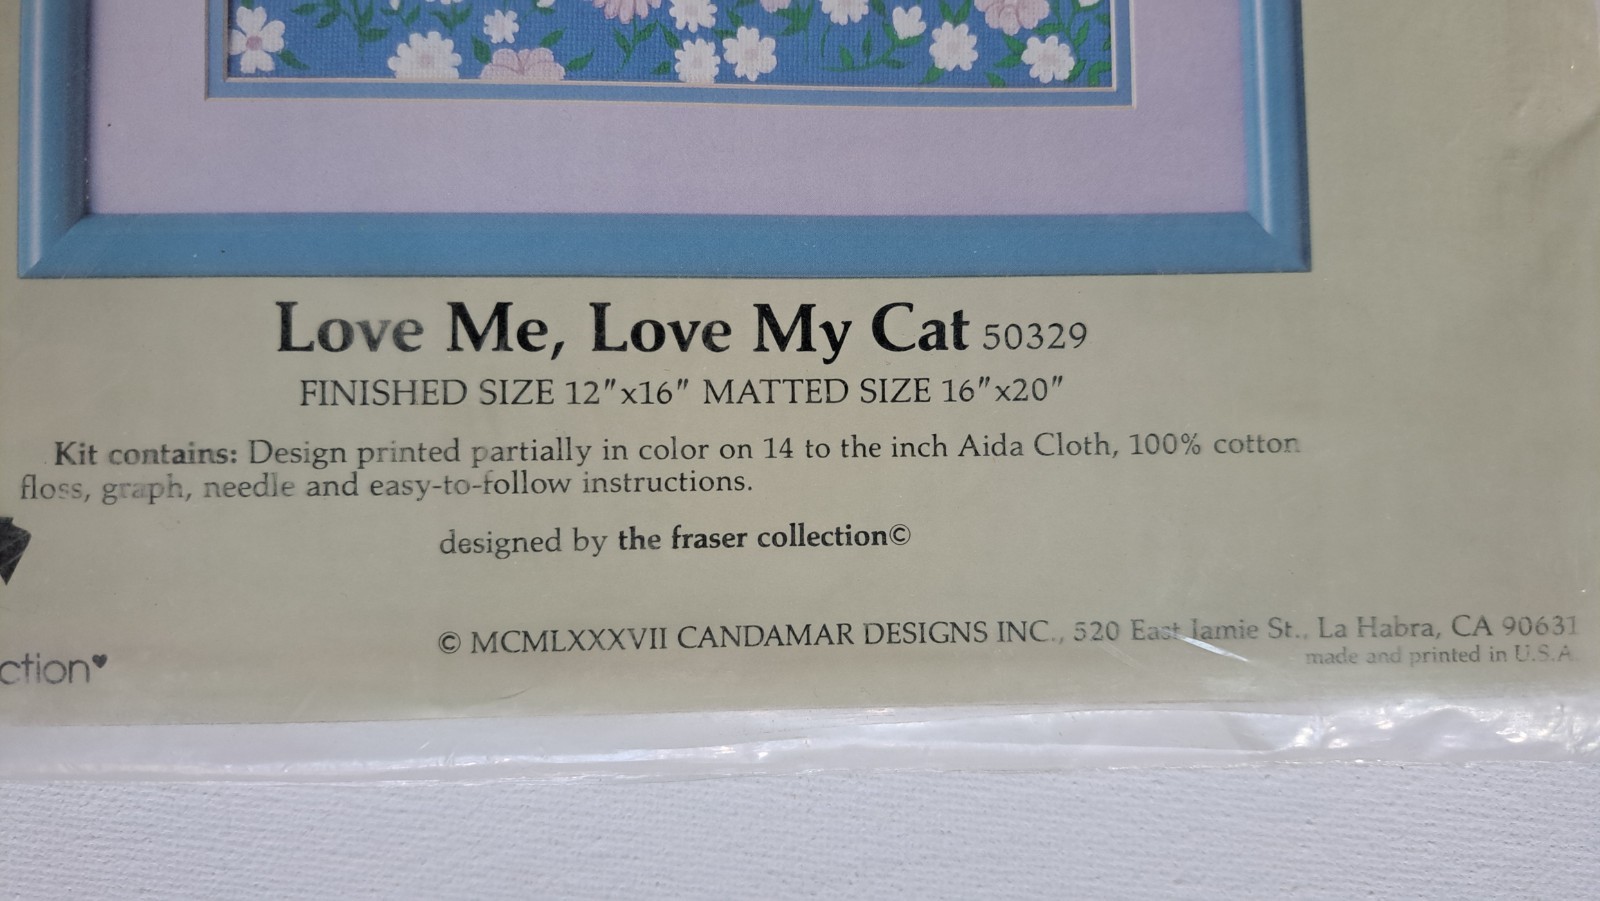 Love Me, Love My Cat 50329
FINISHED SIZE 12"x16" MATTED SIZE 16"x20"
Kit contains: Design printed partially in color on 14 to the inch Aida Cloth, 100% cotton
floss, graph, needle and easy-to-follow instructions.
designed by the fraser collection©
© MCMLXXXVII CANDAMAR DESIGNS INC., 520 East Jamie St., La Habra, CA 90631
made and printed in U.S.A.
ction♥